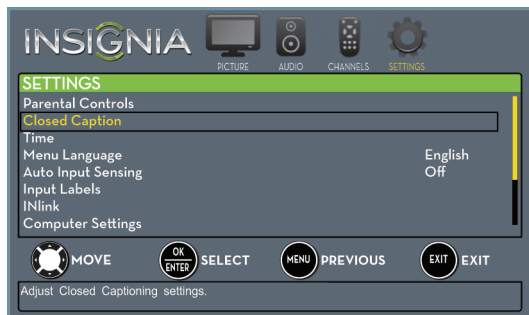 INSIGNIA
PICTURE AUDIO CHANNELS SETTINGS
SETTINGS
Parental Controls
Closed Caption
Time
Menu Language English
Auto Input Sensing Off
Input Labels
INlink
Computer Settings
MOVE OK ENTER SELECT MENU PREVIOUS EXIT EXIT
Adjust Closed Captioning settings.